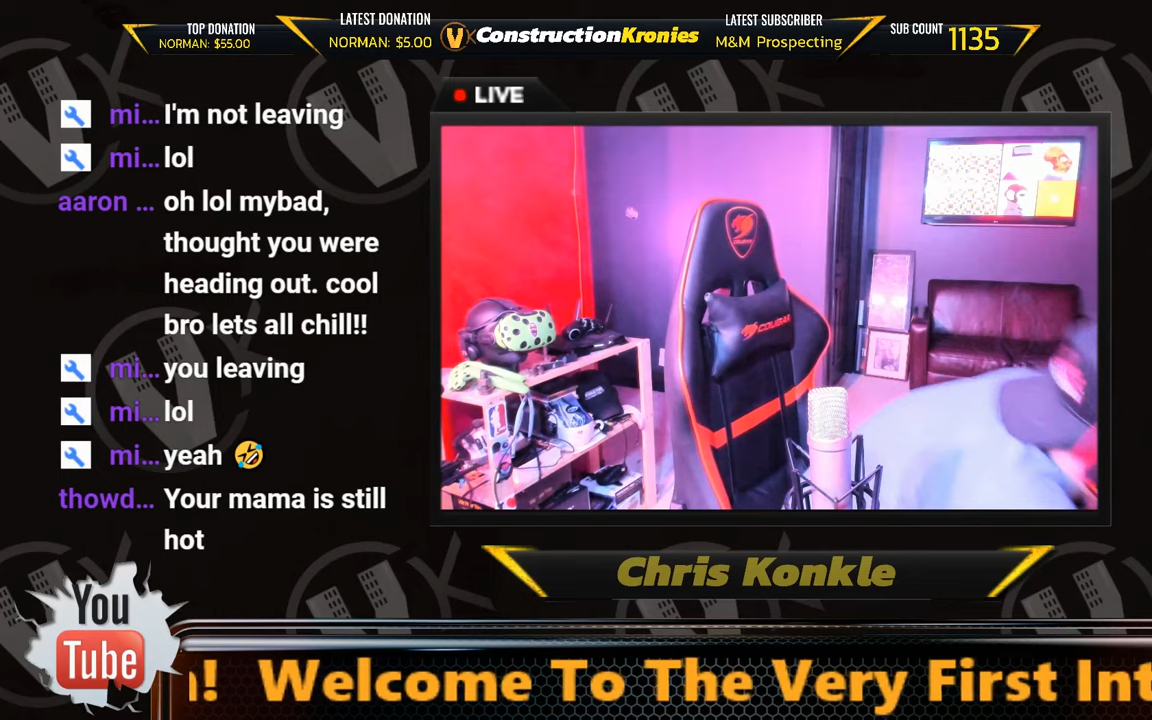 TOP DONATION
NORMAN: $55.00
LATEST DONATION
NORMAN: $5.00
ConstructionKronies
LATEST SUBSCRIBER
M&M Prospecting
SUB COUNT
1135
LIVE
mi... I'm not leaving
mi... lol
aaron ... oh lol mybad,
thought you were
heading out. cool
bro lets all chill!!
mi... you leaving
mi... lol
mi... yeah 🤣
thowd... Your mama is still
hot
COUGAR
COUGAR
Chris Konkle
You
Tube
! Welcome To The Very First Int